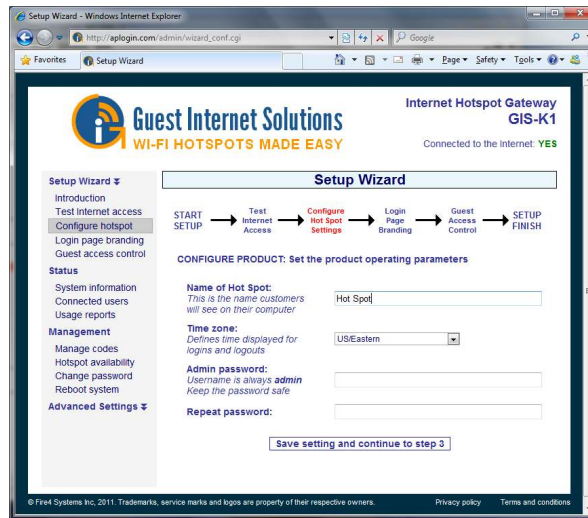 Setup Wizard - Windows Internet Explorer
http://aplogin.com/admin/wizard_conf.cgi
Google
Favorites
Setup Wizard
Page
Safety
Tools
Guest Internet Solutions
WI-FI HOTSPOTS MADE EASY
Internet Hotspot Gateway
GIS-K1
Connected to the Internet: YES
Setup Wizard
Introduction
Test Internet access
Configure hotspot
Login page branding
Guest access control
Status
System information
Connected users
Usage reports
Management
Manage codes
Hotspot availability
Change password
Reboot system
Advanced Settings
Setup Wizard
START SETUP
Test Internet Access
Configure Hot Spot Settings
Login Page Branding
Guest Access Control
SETUP FINISH
CONFIGURE PRODUCT: Set the product operating parameters
Name of Hot Spot:
This is the name customers
will see on their computer
Hot Spot
Time zone:
Defines time displayed for
logins and logouts
US/Eastern
Admin password:
Username is always admin
Keep the password safe
Repeat password:
Save setting and continue to step 3
© Fire4 Systems Inc, 2011. Trademarks, service marks and logos are property of their respective owners.
Privacy policy
Terms and conditions